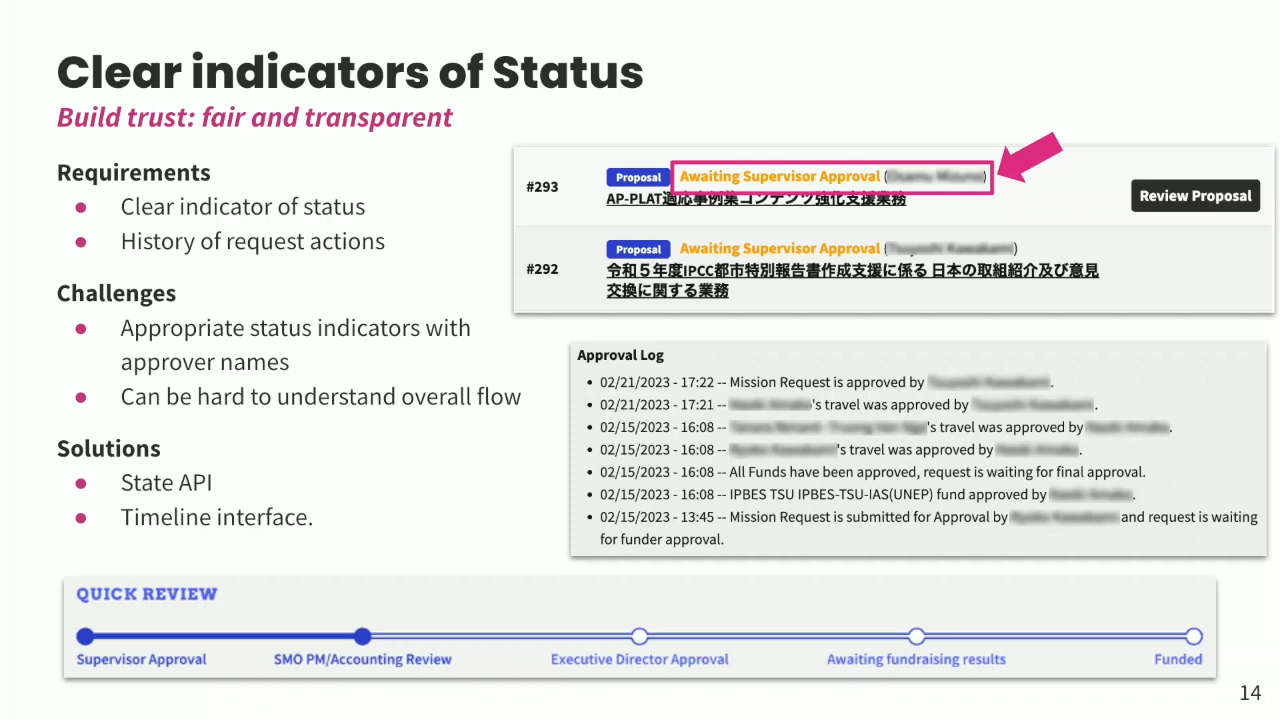 Clear indicators of Status
Build trust: fair and transparent
Requirements
● Clear indicator of status
● History of request actions
Challenges
● Appropriate status indicators with
approver names
● Can be hard to understand overall flow
Solutions
● State API
● Timeline interface.
#293
Proposal Awaiting Supervisor Approval ( )
AP-PLAT適応事例集コンテンツ強化支援業務
Review Proposal
#292
Proposal Awaiting Supervisor Approval ( )
令和５年度IPCC都市特別報告書作成支援に係る 日本の取組紹介及び意見
交換に関する業務
Approval Log
• 02/21/2023 - 17:22 -- Mission Request is approved by .
• 02/21/2023 - 17:21 -- 's travel was approved by .
• 02/15/2023 - 16:08 -- 's travel was approved by .
• 02/15/2023 - 16:08 -- 's travel was approved by .
• 02/15/2023 - 16:08 -- All Funds have been approved, request is waiting for final approval.
• 02/15/2023 - 16:08 -- IPBES TSU IPBES-TSU-IAS(UNEP) fund approved by .
• 02/15/2023 - 13:45 -- Mission Request is submitted for Approval by and request is waiting
for funder approval.
QUICK REVIEW
Supervisor Approval
SMO PM/Accounting Review
Executive Director Approval
Awaiting fundraising results
Funded
14